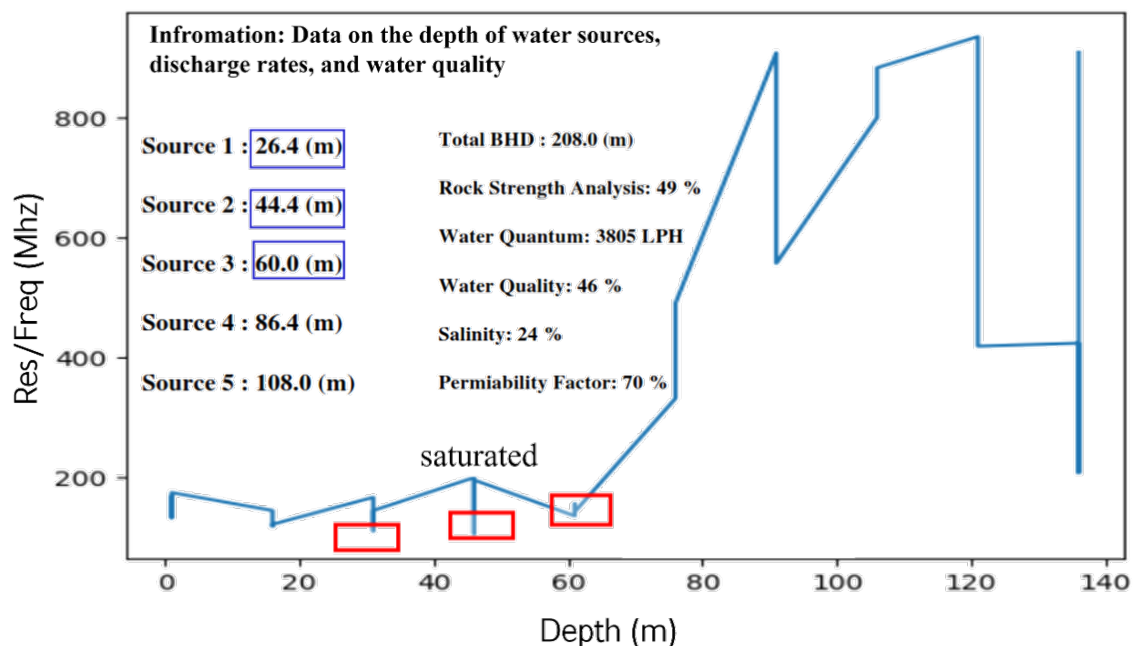 Infromation: Data on the depth of water sources,
discharge rates, and water quality
Source 1 : 26.4 (m)
Source 2 : 44.4 (m)
Source 3 : 60.0 (m)
Source 4 : 86.4 (m)
Source 5 : 108.0 (m)
Total BHD : 208.0 (m)
Rock Strength Analysis: 49 %
Water Quantum: 3805 LPH
Water Quality: 46 %
Salinity: 24 %
Permiability Factor: 70 %
saturated
Res/Freq (Mhz)
800
600
400
200
0 20 40 60 80 100 120 140
Depth (m)